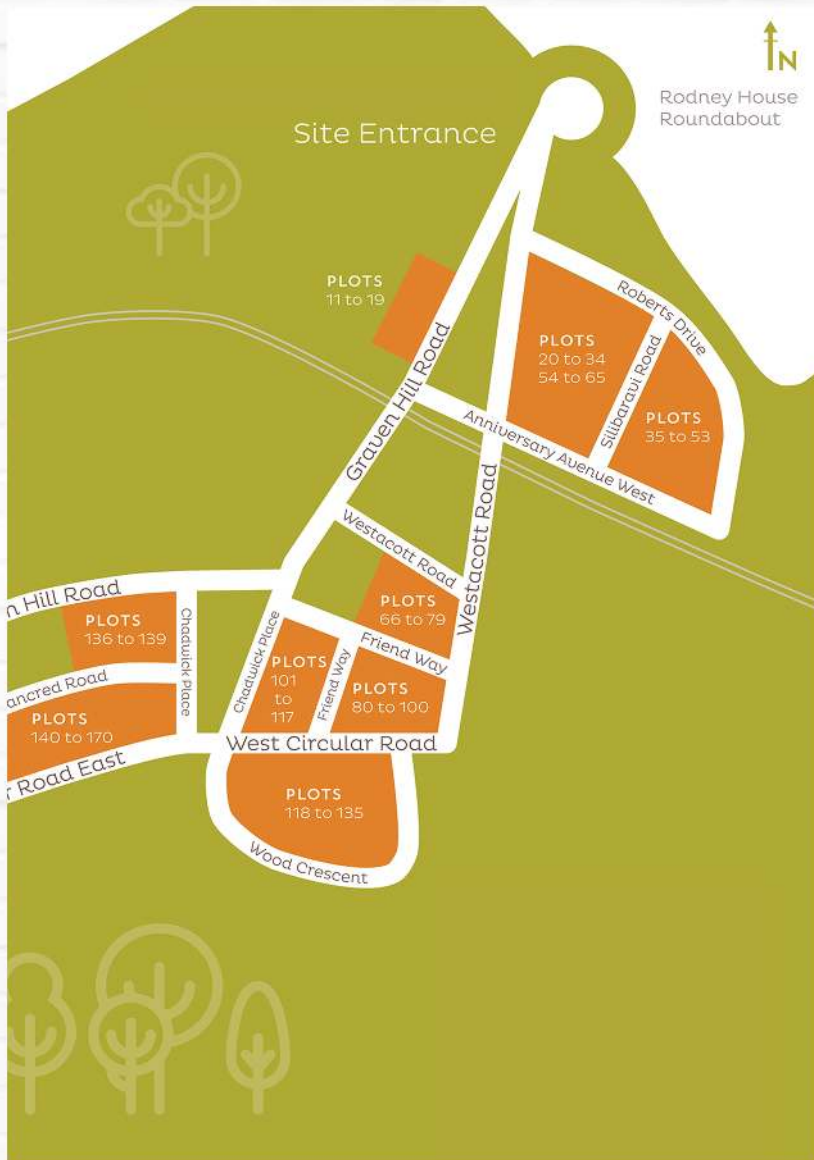 N
Rodney House
Roundabout
Site Entrance
PLOTS
11 to 19
Roberts Drive
PLOTS
20 to 34
54 to 65
Silibaravi Road
PLOTS
35 to 53
Graven Hill Road
Anniversary Avenue West
Westacott Road
Westacott Road
n Hill Road
PLOTS
136 to 139
Chadwick Place
Chadwick Place
PLOTS
66 to 79
Friend Way
PLOTS
101
to
117
Friend Way
PLOTS
80 to 100
ancred Road
PLOTS
140 to 170
West Circular Road
r Road East
PLOTS
118 to 135
Wood Crescent